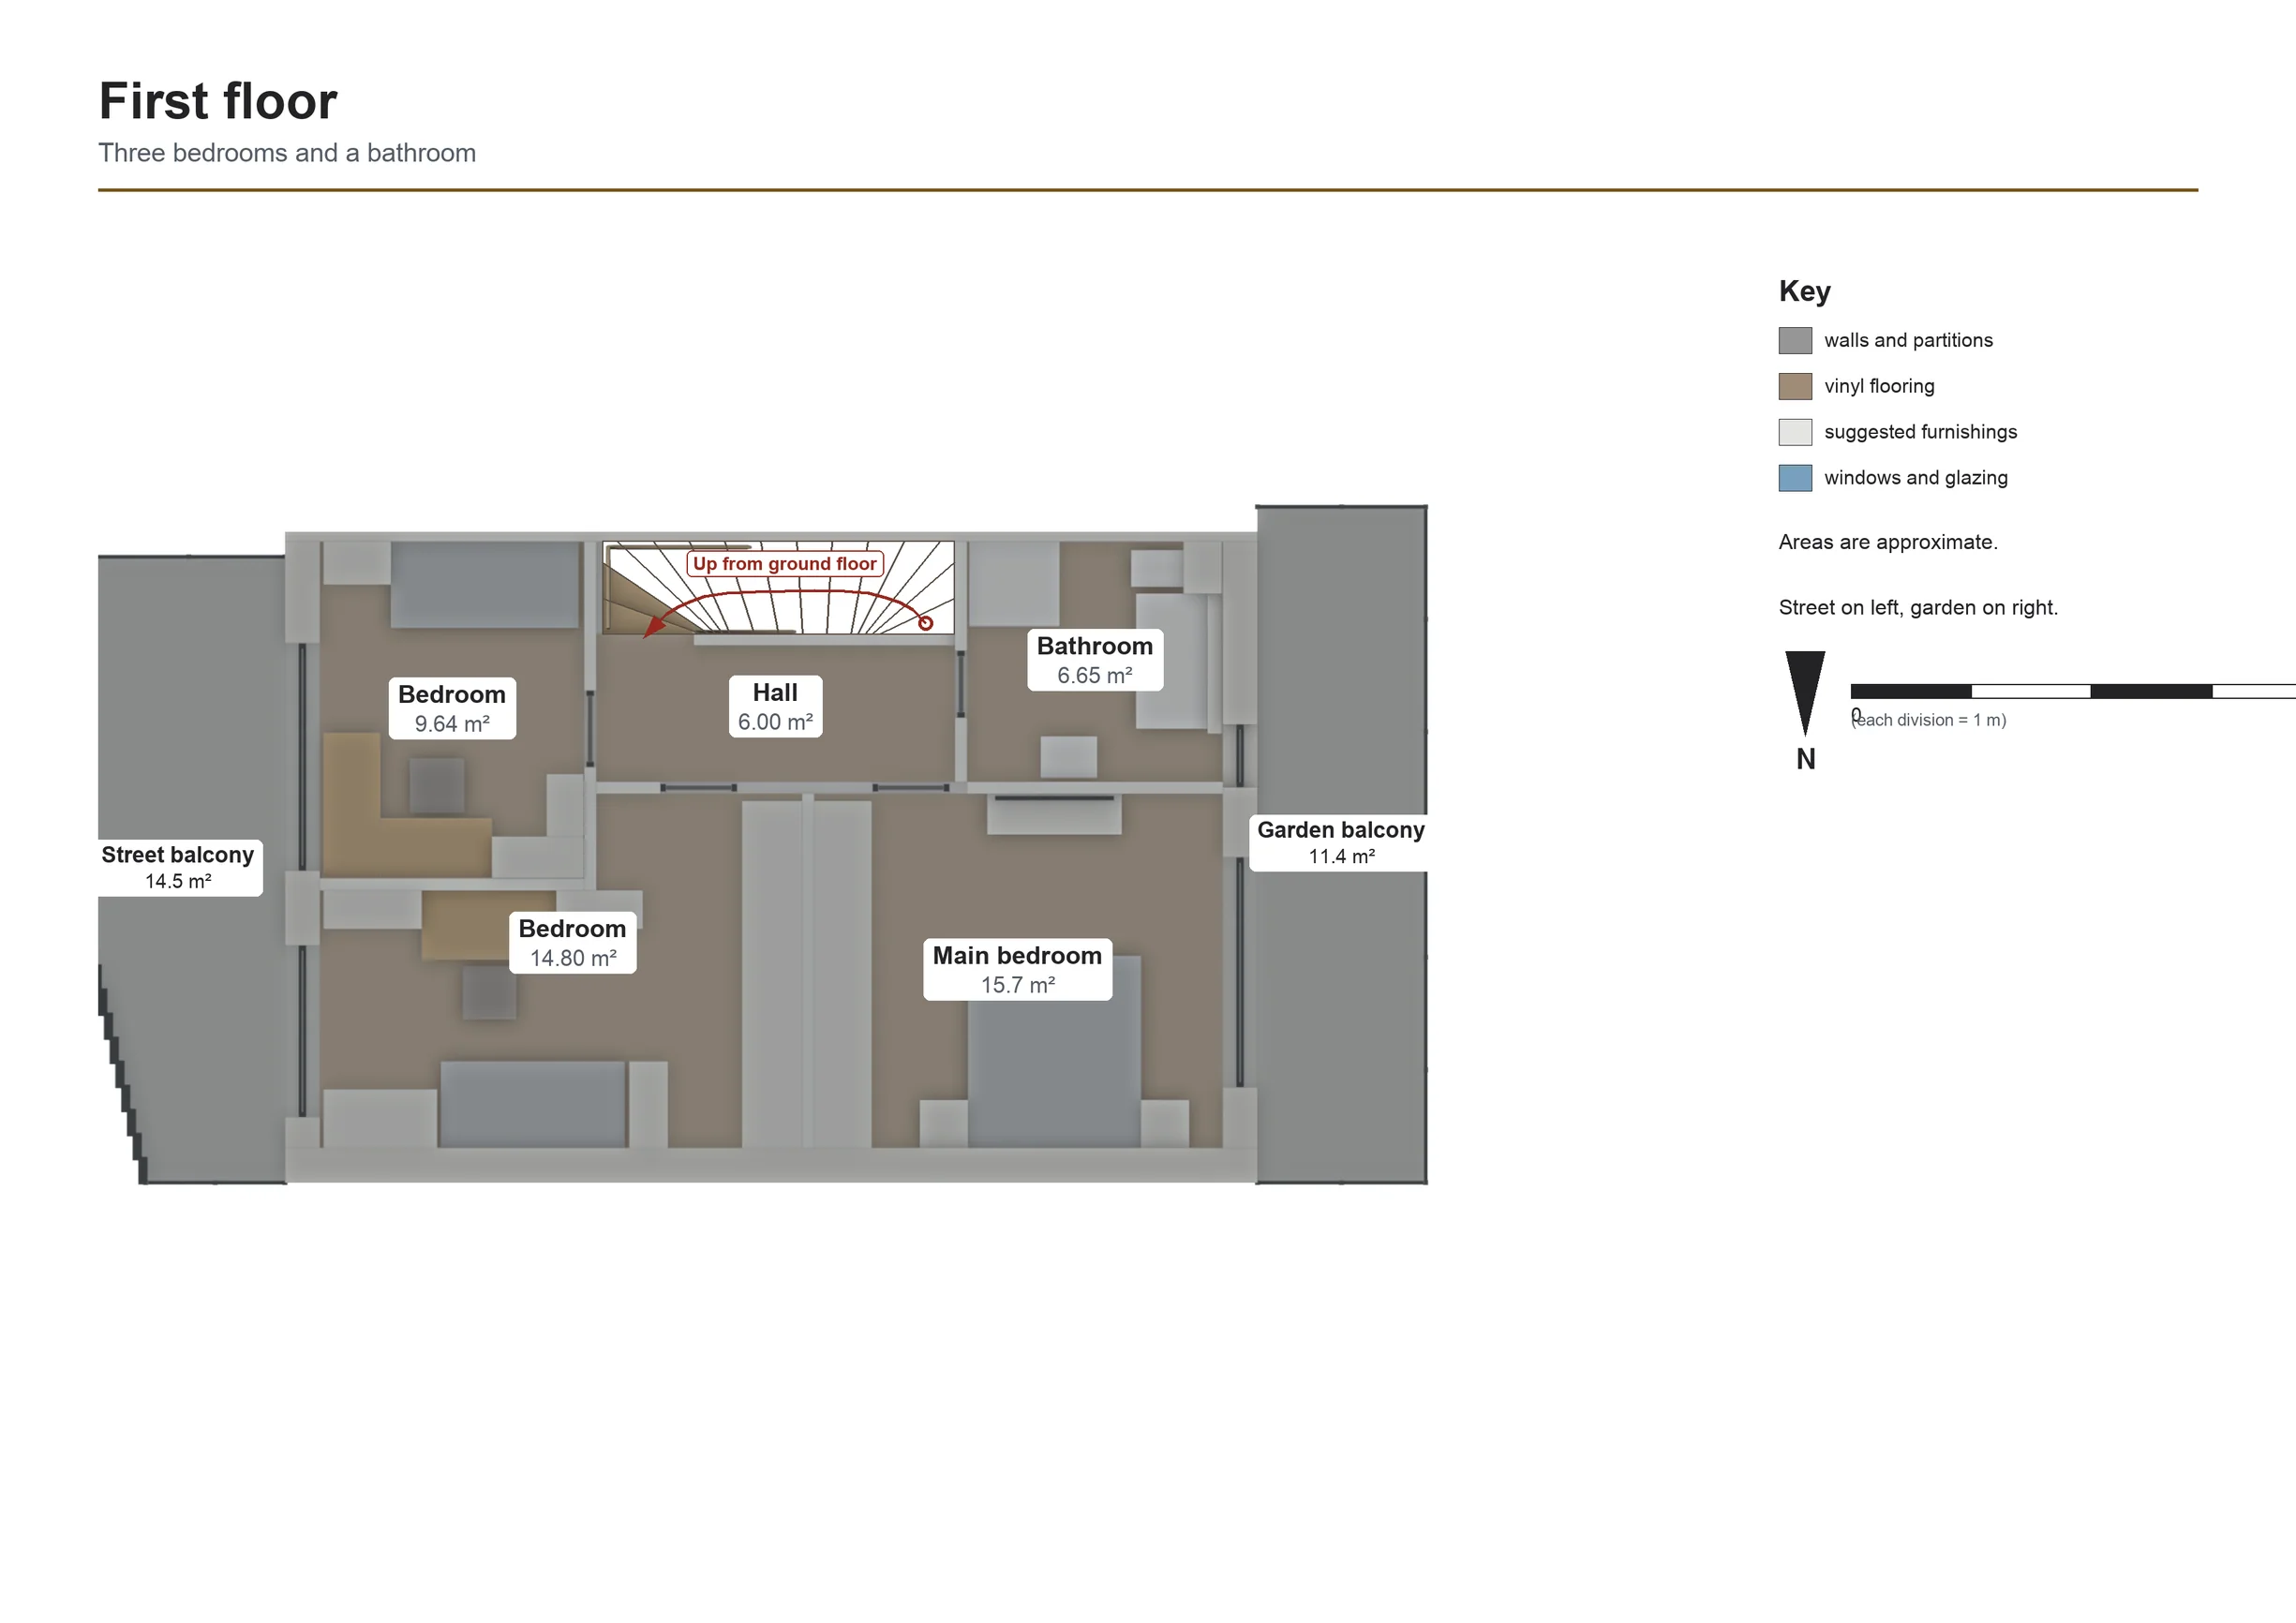 First floor
Three bedrooms and a bathroom
Key
walls and partitions
vinyl flooring
suggested furnishings
windows and glazing
Areas are approximate.
Street on left, garden on right.
0
(each division = 1 m)
N
Up from ground floor
Bathroom
6.65 m²
Bedroom
9.64 m²
Hall
6.00 m²
Street balcony
14.5 m²
Garden balcony
11.4 m²
Bedroom
14.80 m²
Main bedroom
15.7 m²